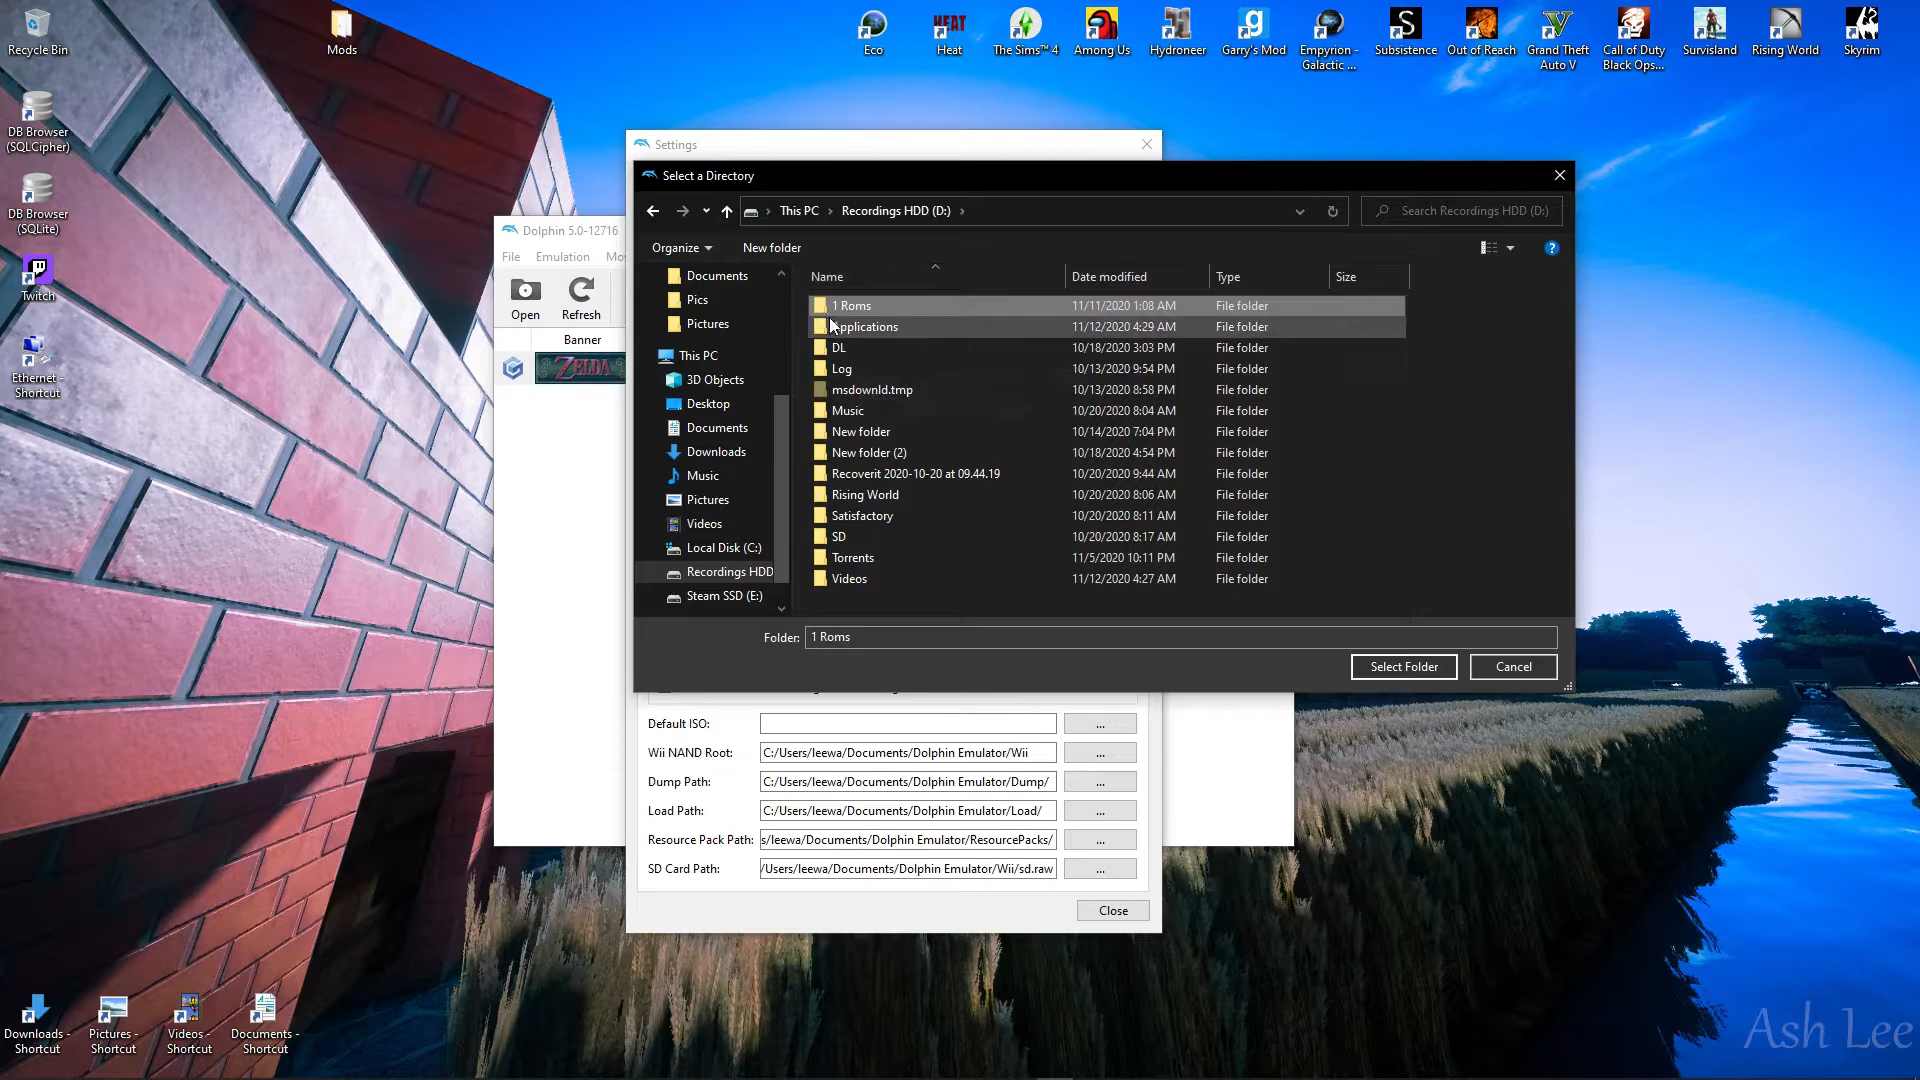 Recycle Bin
Mods
Eco
Heat
The Sims™ 4
Among Us
Hydroneer
Garry's Mod
Empyrion -
Galactic ...
Subsistence
Out of Reach
Grand Theft
Auto V
Call of Duty
Black Ops...
Survisland
Rising World
Skyrim
DB Browser
(SQLCipher)
DB Browser
(SQLite)
Twitch
Ethernet -
Shortcut
Dolphin 5.0-12716
File
Emulation
Open
Refresh
Banner
ZELDA
Settings
Select a Directory
This PC
Recordings HDD (D:)
Search Recordings HDD (D:)
Organize
New folder
Documents
Pics
Pictures
This PC
3D Objects
Desktop
Documents
Downloads
Music
Pictures
Videos
Local Disk (C:)
Recordings HDD
Steam SSD (E:)
Name Date modified Type Size
1 Roms 11/11/2020 1:08 AM File folder
Applications 11/12/2020 4:29 AM File folder
DL 10/18/2020 3:03 PM File folder
Log 10/13/2020 9:54 PM File folder
msdownld.tmp 10/13/2020 8:58 PM File folder
Music 10/20/2020 8:04 AM File folder
New folder 10/14/2020 7:04 PM File folder
New folder (2) 10/18/2020 4:54 PM File folder
Recoverit 2020-10-20 at 09.44.19 10/20/2020 9:44 AM File folder
Rising World 10/20/2020 8:06 AM File folder
Satisfactory 10/20/2020 8:11 AM File folder
SD 10/20/2020 8:17 AM File folder
Torrents 11/5/2020 10:11 PM File folder
Videos 11/12/2020 4:27 AM File folder
Folder: 1 Roms
Select Folder
Cancel
Default ISO: ...
Wii NAND Root: C:/Users/leewa/Documents/Dolphin Emulator/Wii ...
Dump Path: C:/Users/leewa/Documents/Dolphin Emulator/Dump/ ...
Load Path: C:/Users/leewa/Documents/Dolphin Emulator/Load/ ...
Resource Pack Path: s/leewa/Documents/Dolphin Emulator/ResourcePacks/ ...
SD Card Path: /Users/leewa/Documents/Dolphin Emulator/Wii/sd.raw ...
Close
Downloads -
Shortcut
Pictures -
Shortcut
Videos -
Shortcut
Documents -
Shortcut
Ash Lee